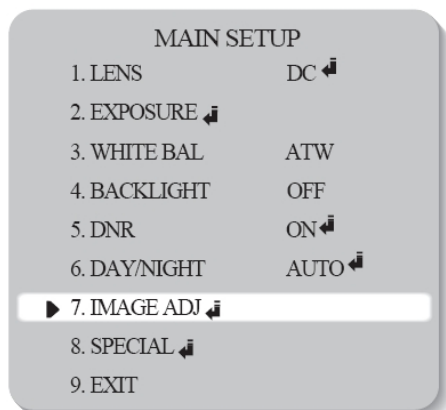 MAIN SETUP
1. LENS DC
2. EXPOSURE
3. WHITE BAL ATW
4. BACKLIGHT OFF
5. DNR ON
6. DAY/NIGHT AUTO
7. IMAGE ADJ
8. SPECIAL
9. EXIT